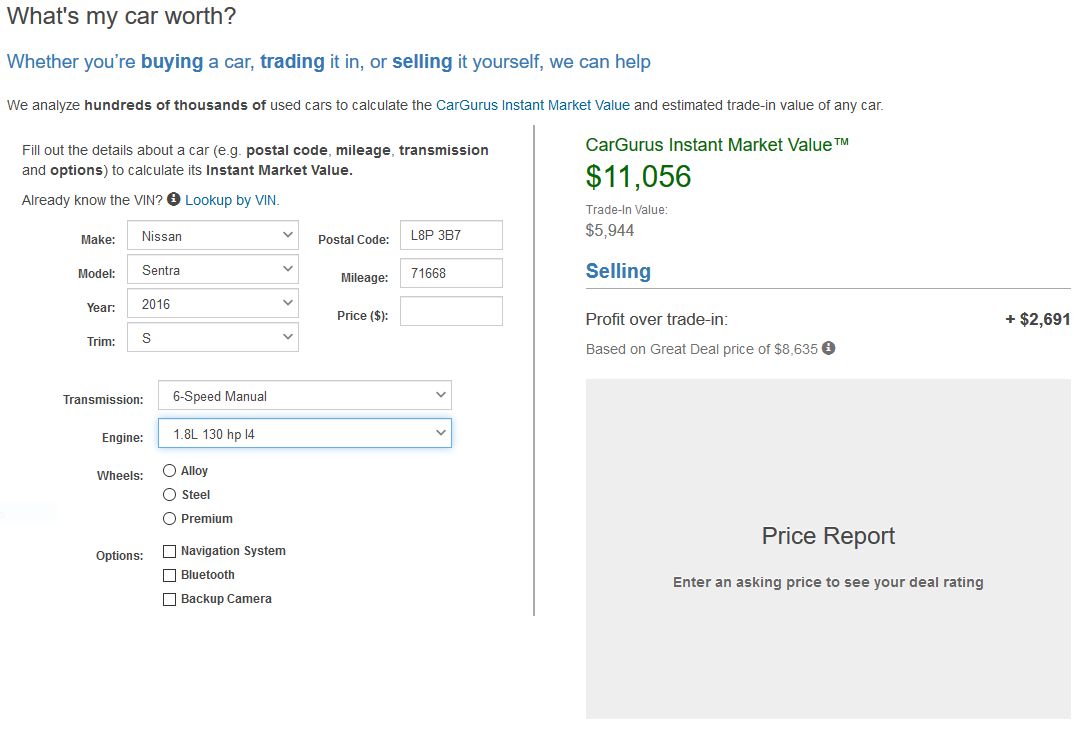 What's my car worth?
Whether you're buying a car, trading it in, or selling it yourself, we can help
We analyze hundreds of thousands of used cars to calculate the CarGurus Instant Market Value and estimated trade-in value of any car.
Fill out the details about a car (e.g. postal code, mileage, transmission
and options) to calculate its Instant Market Value.
Already know the VIN? Lookup by VIN.
Make: Nissan
Model: Sentra
Year: 2016
Trim: S
Postal Code: L8P 3B7
Mileage: 71668
Price ($):
Transmission: 6-Speed Manual
Engine: 1.8L 130 hp I4
Wheels: Alloy
Steel
Premium
Options: Navigation System
Bluetooth
Backup Camera
CarGurus Instant Market Value™
$11,056
Trade-In Value:
$5,944
Selling
Profit over trade-in: + $2,691
Based on Great Deal price of $8,635
Price Report
Enter an asking price to see your deal rating